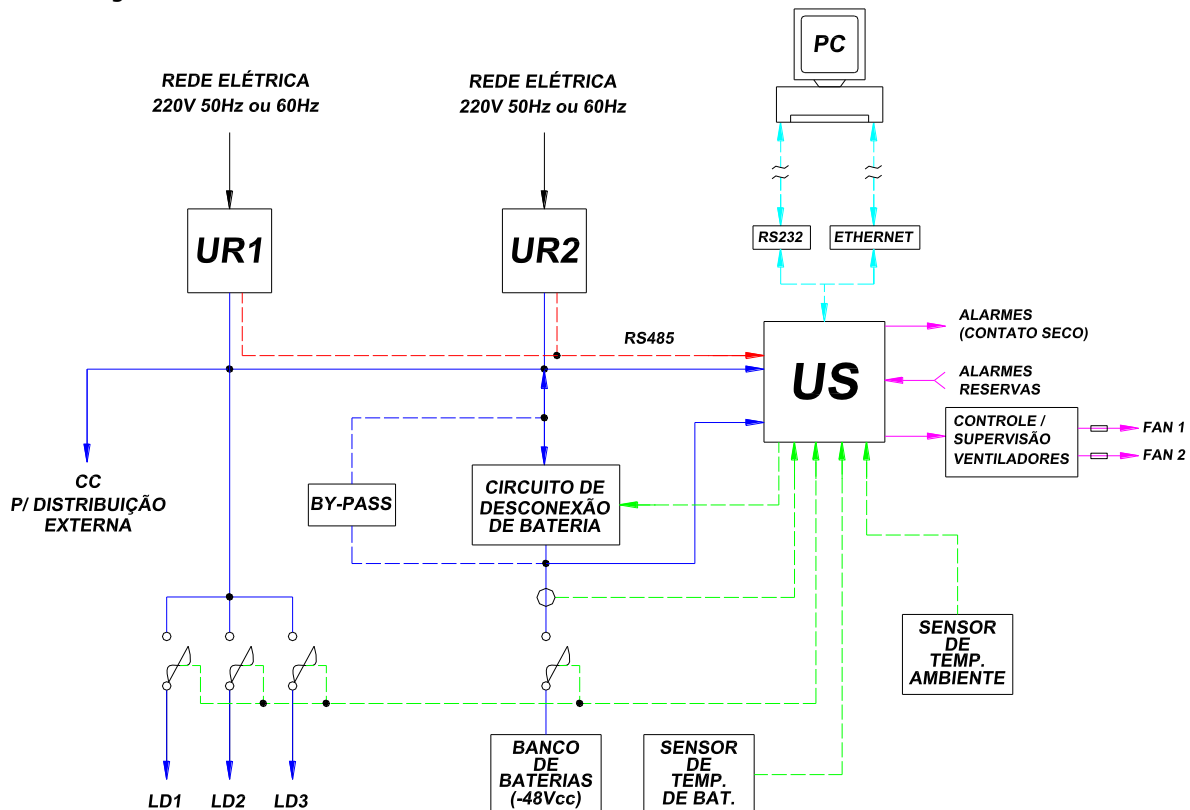 PC
REDE ELÉTRICA
220V 50Hz ou 60Hz
REDE ELÉTRICA
220V 50Hz ou 60Hz
UR1
UR2
RS232
ETHERNET
RS485
US
ALARMES
(CONTATO SECO)
ALARMES
RESERVAS
CONTROLE /
SUPERVISÃO
VENTILADORES
FAN 1
FAN 2
CC
P/ DISTRIBUIÇÃO
EXTERNA
BY-PASS
CIRCUITO DE
DESCONEXÃO
DE BATERIA
SENSOR
DE
TEMP.
AMBIENTE
BANCO
DE
BATERIAS
(-48Vcc)
SENSOR
DE
TEMP.
DE BAT.
LD1
LD2
LD3